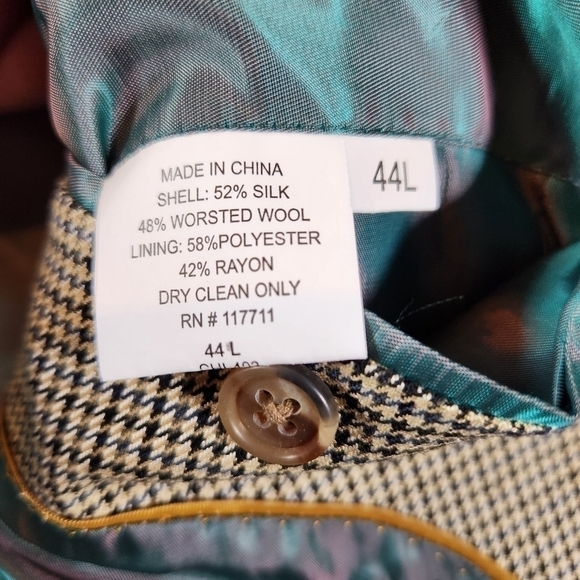 MADE IN CHINA
SHELL: 52% SILK
48% WORSTED WOOL
LINING: 58%POLYESTER
42% RAYON
DRY CLEAN ONLY
RN # 117711
44 L
44L